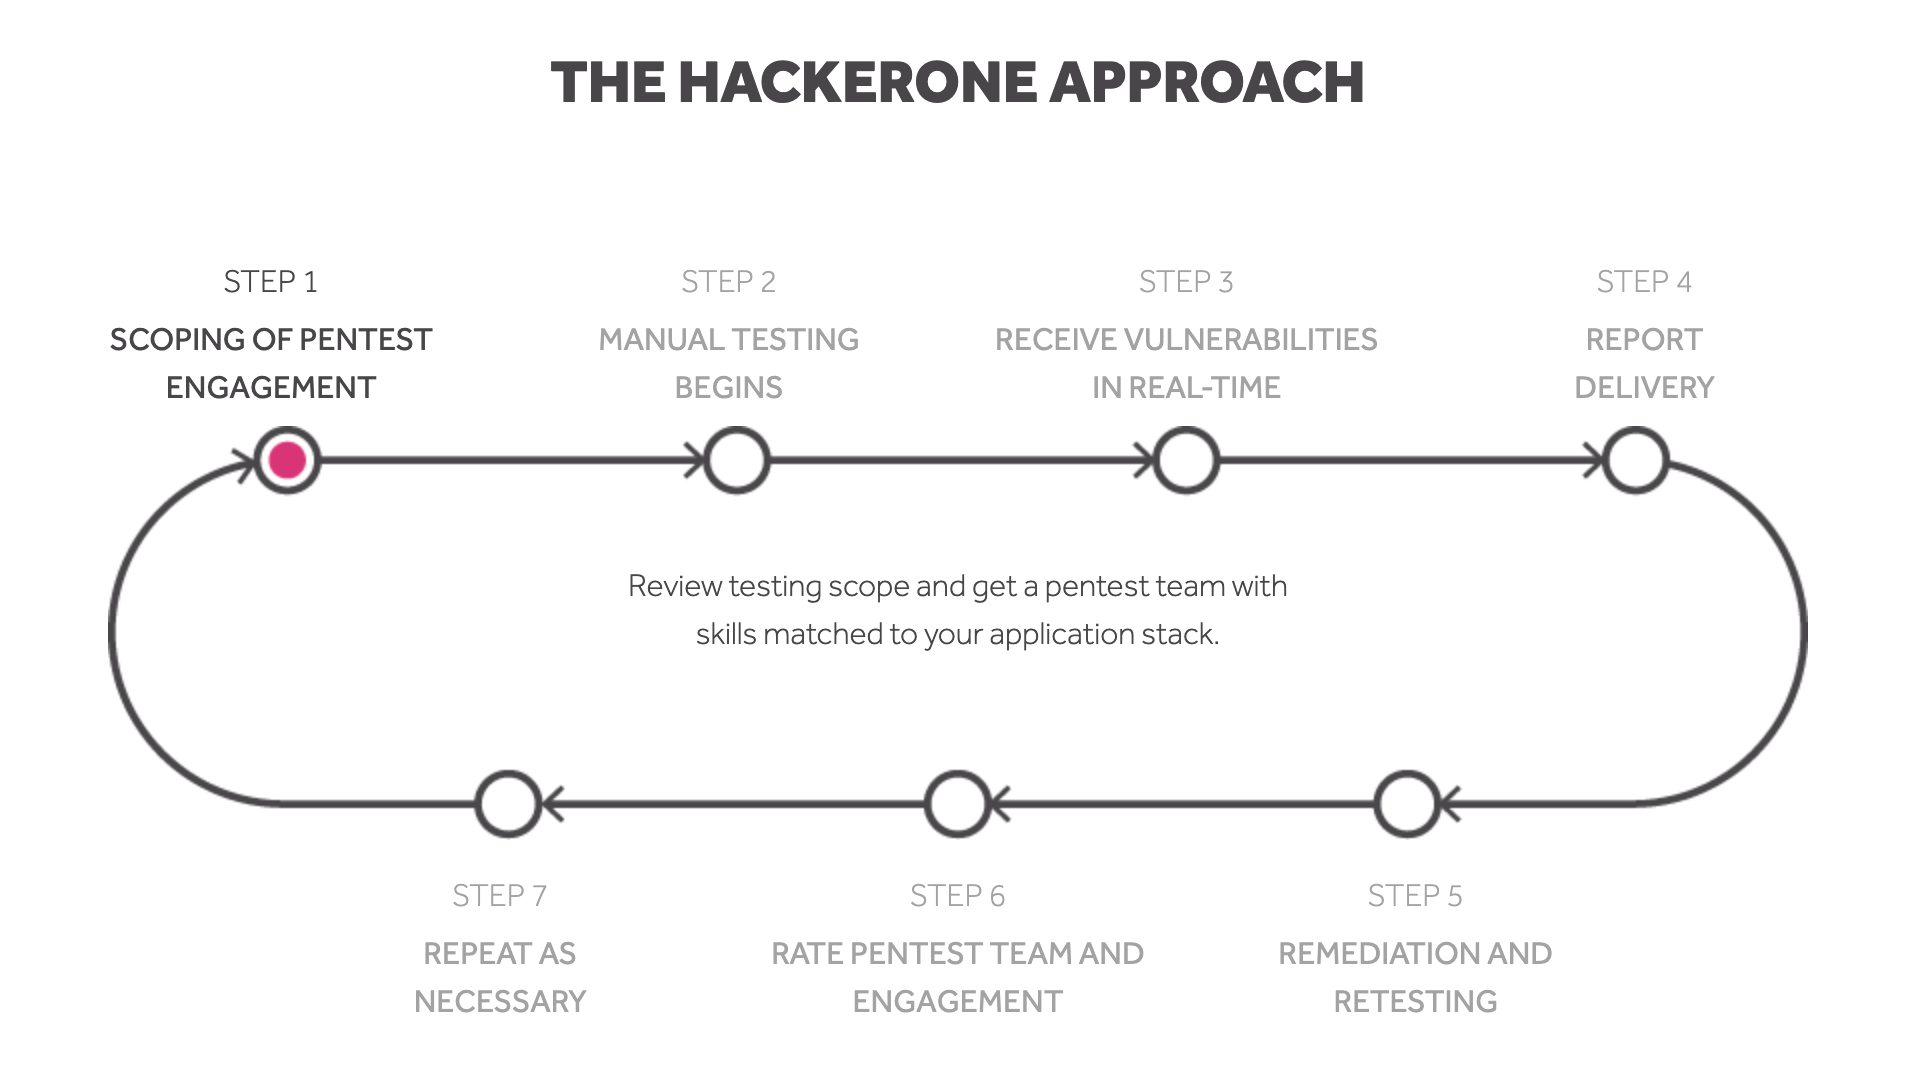 THE HACKERONE APPROACH
STEP 1
SCOPING OF PENTEST
ENGAGEMENT
STEP 2
MANUAL TESTING
BEGINS
STEP 3
RECEIVE VULNERABILITIES
IN REAL-TIME
STEP 4
REPORT
DELIVERY
Review testing scope and get a pentest team with
skills matched to your application stack.
STEP 7
REPEAT AS
NECESSARY
STEP 6
RATE PENTEST TEAM AND
ENGAGEMENT
STEP 5
REMEDIATION AND
RETESTING